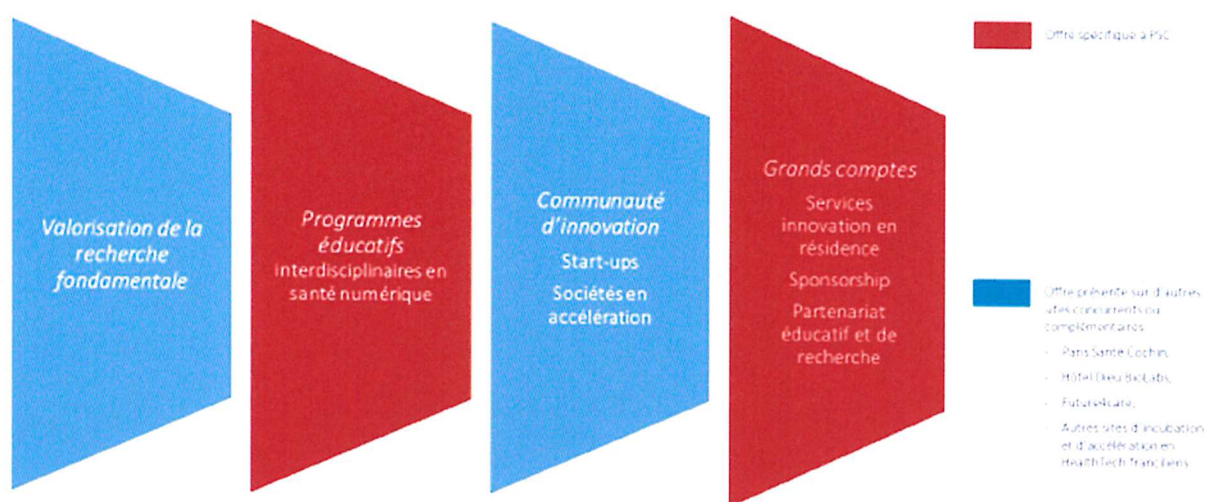 Valorisation de la
recherche
fondamentale
Programmes
éducatifs
interdisciplinaires en
santé numérique
Communauté
d'innovation
Start-ups
Sociétés en
accélération
Grands comptes
Services
innovation en
résidence
Sponsorship
Partenariat
éducatif et de
recherche
Offre spécifique à PSC
Offre présente sur d'autres
sites concurrents ou
complémentaires
- Paris Santé Cochin,
- Hôtel Dieu BioLabs,
- Future4care,
- Autres sites d'incubation
et d'accélération en
HealthTech franciliens